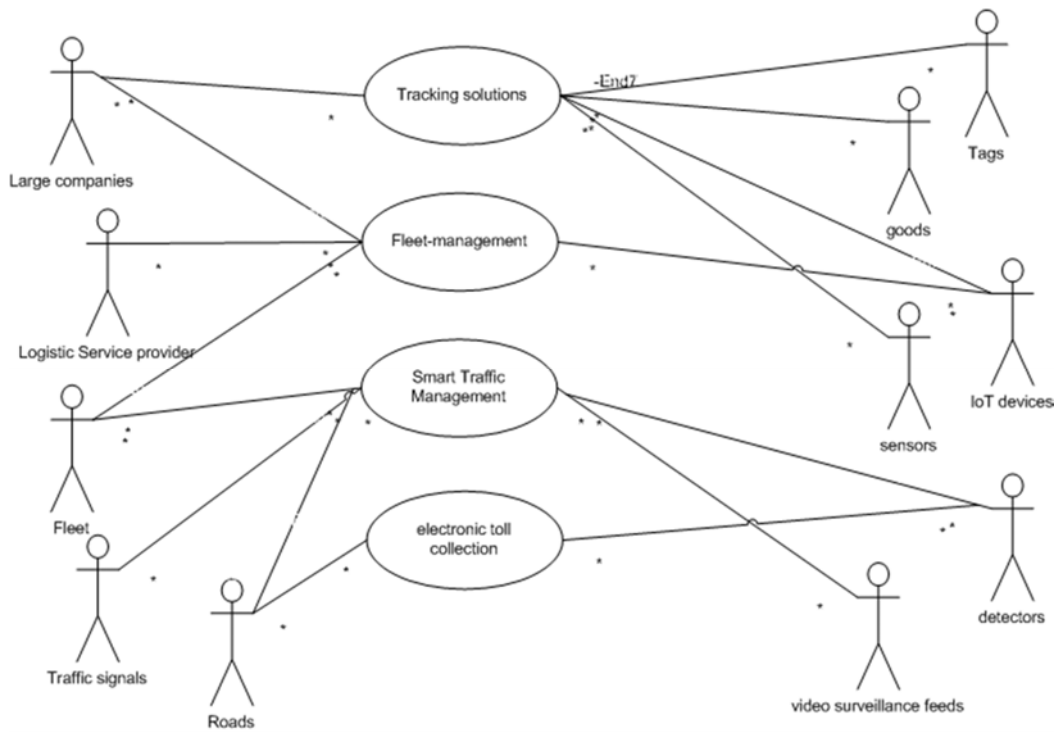 Tracking solutions
-End7
Tags
Large companies
goods
Fleet-management
Logistic Service provider
Smart Traffic
Management
IoT devices
sensors
Fleet
electronic toll
collection
detectors
Traffic signals
Roads
video surveillance feeds